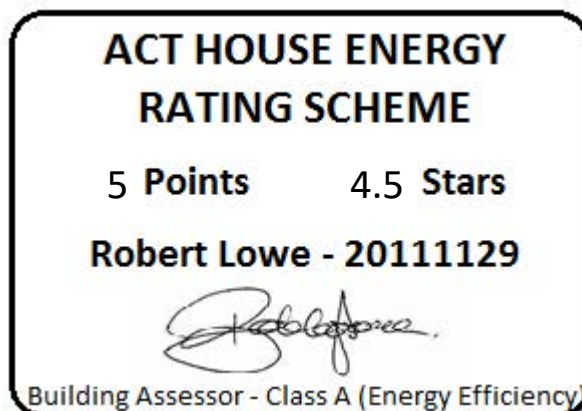 ACT HOUSE ENERGY
RATING SCHEME
5 Points 4.5 Stars
Robert Lowe - 20111129
Building Assessor - Class A (Energy Efficiency)